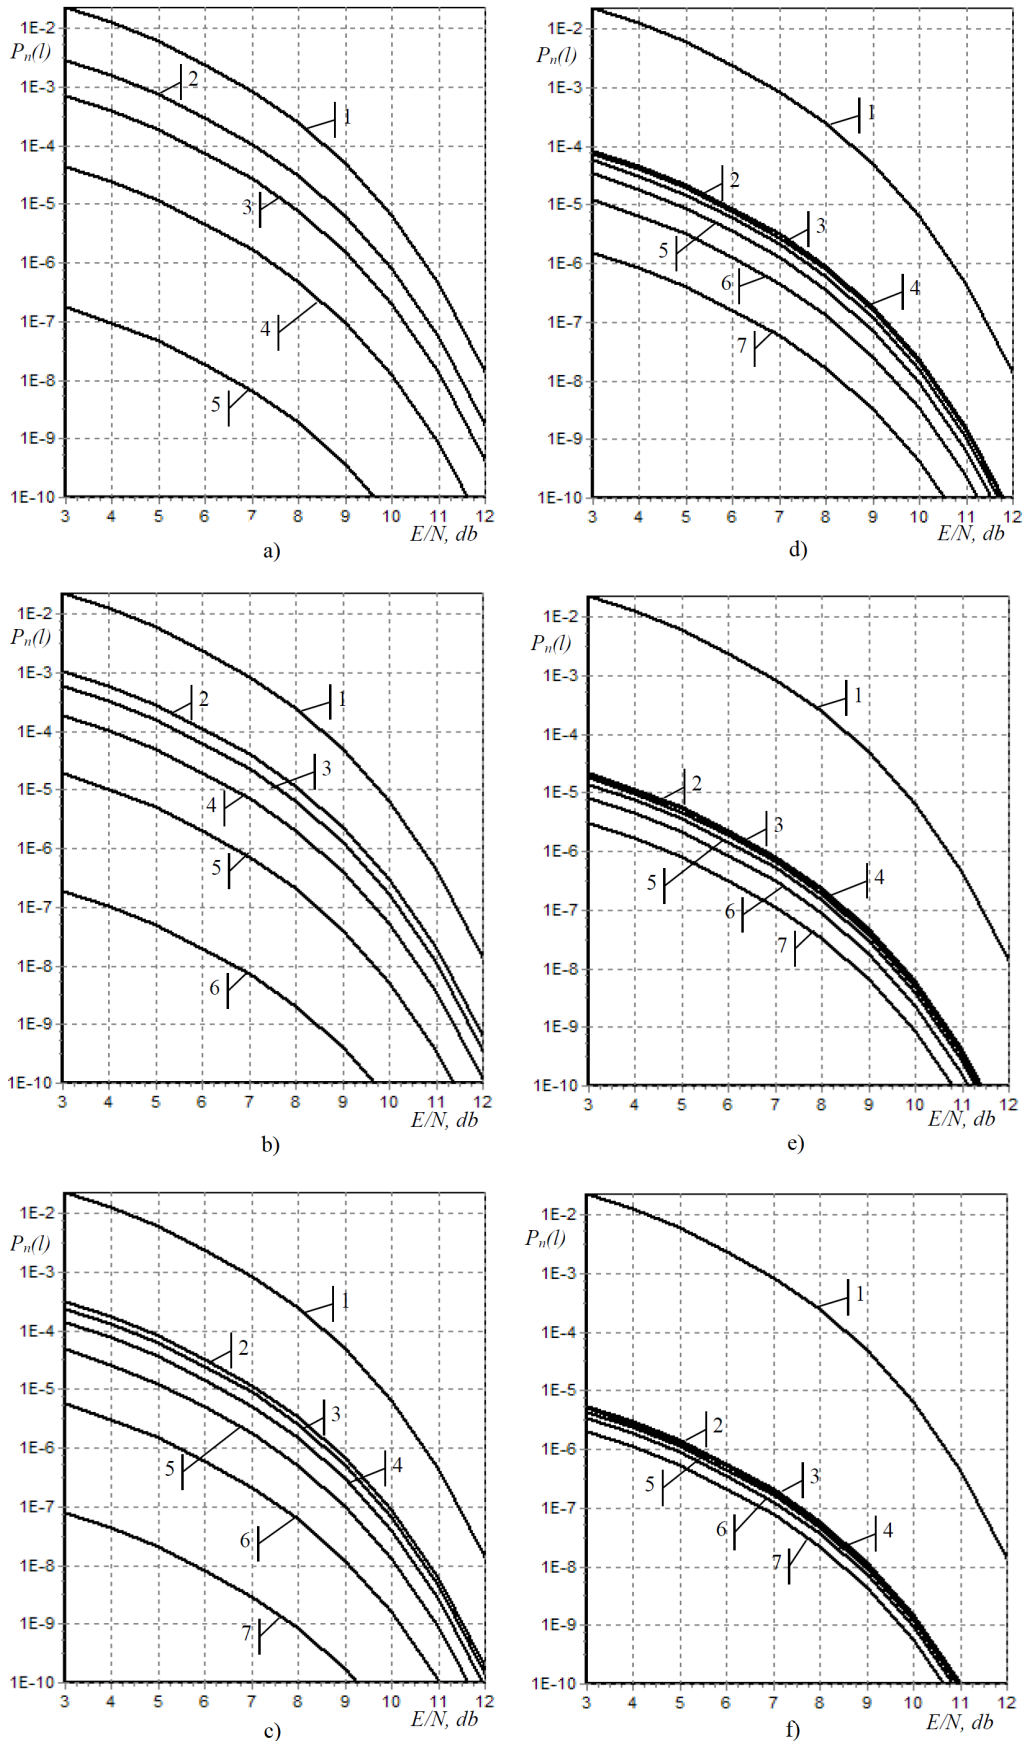 1E-2
Pn(l)
1E-3
1E-4
1E-5
1E-6
1E-7
1E-8
1E-9
1E-10
1
2
3
4
5
3 4 5 6 7 8 9 10 11 12
E/N, db
a)
1E-2
Pn(l)
1E-3
1E-4
1E-5
1E-6
1E-7
1E-8
1E-9
1E-10
1
2
3
4
5
6
7
3 4 5 6 7 8 9 10 11 12
E/N, db
d)
1E-2
Pn(l)
1E-3
1E-4
1E-5
1E-6
1E-7
1E-8
1E-9
1E-10
1
2
3
4
5
6
3 4 5 6 7 8 9 10 11 12
E/N, db
b)
1E-2
Pn(l)
1E-3
1E-4
1E-5
1E-6
1E-7
1E-8
1E-9
1E-10
1
2
3
4
5
6
7
3 4 5 6 7 8 9 10 11 12
E/N, db
e)
1E-2
Pn(l)
1E-3
1E-4
1E-5
1E-6
1E-7
1E-8
1E-9
1E-10
1
2
3
4
5
6
7
3 4 5 6 7 8 9 10 11 12
E/N, db
c)
1E-2
Pn(l)
1E-3
1E-4
1E-5
1E-6
1E-7
1E-8
1E-9
1E-10
1
2
3
4
5
6
7
3 4 5 6 7 8 9 10 11 12
E/N, db
f)